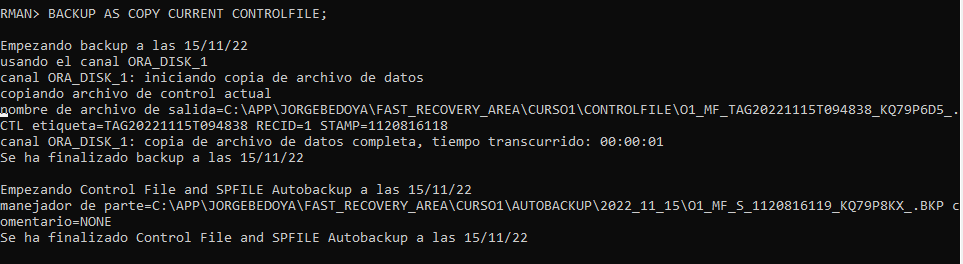 RMAN> BACKUP AS COPY CURRENT CONTROLFILE;
Empezando backup a las 15/11/22
usando el canal ORA_DISK_1
canal ORA_DISK_1: iniciando copia de archivo de datos
copiando archivo de control actual
nombre de archivo de salida=C:\APP\JORGEBEDOYA\FAST_RECOVERY_AREA\CURSO1\CONTROLFILE\O1_MF_TAG20221115T094838_KQ79P6D5_.
CTL etiqueta=TAG20221115T094838 RECID=1 STAMP=1120816118
canal ORA_DISK_1: copia de archivo de datos completa, tiempo transcurrido: 00:00:01
Se ha finalizado backup a las 15/11/22
Empezando Control File and SPFILE Autobackup a las 15/11/22
manejador de parte=C:\APP\JORGEBEDOYA\FAST_RECOVERY_AREA\CURSO1\AUTOBACKUP\2022_11_15\O1_MF_S_1120816119_KQ79P8KX_.BKP c
omentario=NONE
Se ha finalizado Control File and SPFILE Autobackup a las 15/11/22